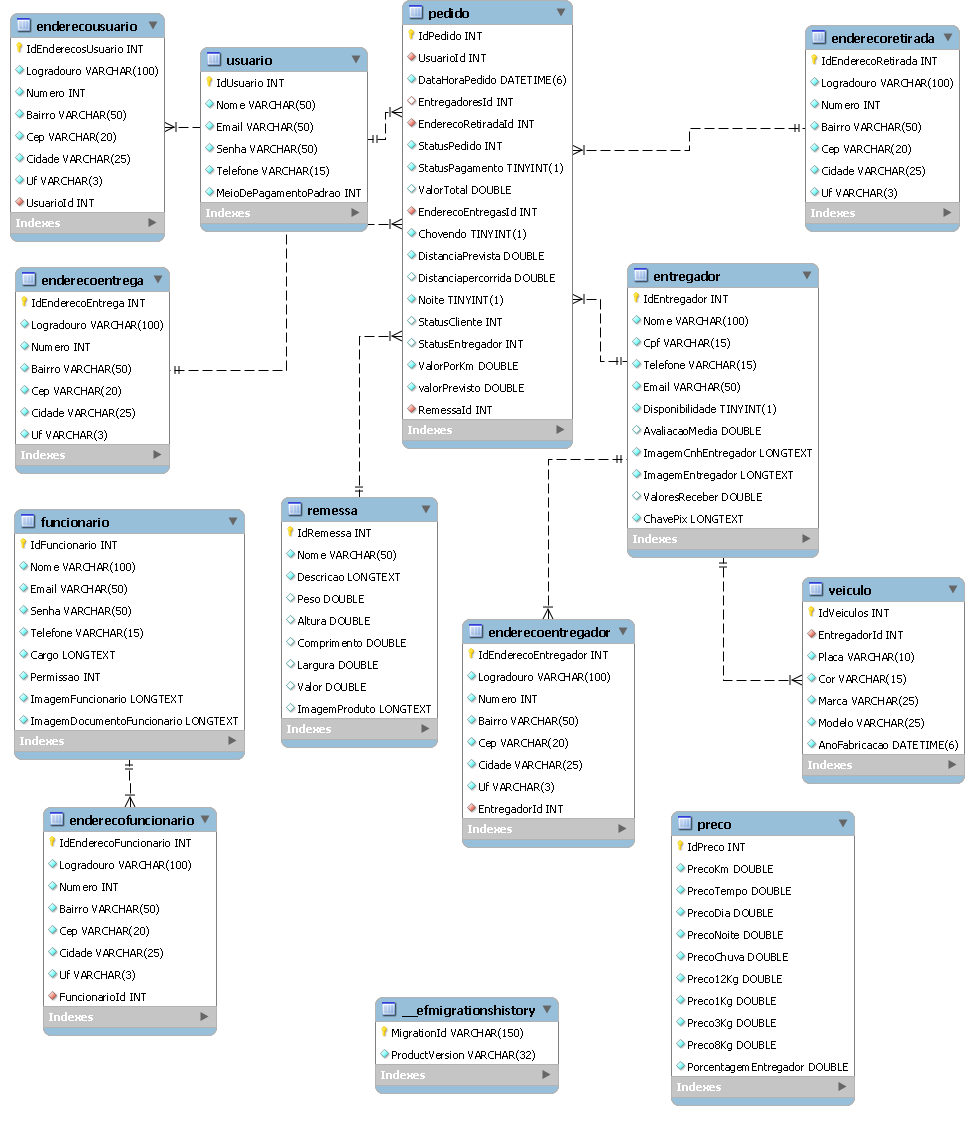 enderecousuario
IdEnderecosUsuario INT
Logradouro VARCHAR(100)
Numero INT
Bairro VARCHAR(50)
Cep VARCHAR(20)
Cidade VARCHAR(25)
Uf VARCHAR(3)
UsuarioId INT
Indexes
usuario
IdUsuario INT
Nome VARCHAR(50)
Email VARCHAR(50)
Senha VARCHAR(50)
Telefone VARCHAR(15)
MeioDePagamentoPadrao INT
Indexes
pedido
IdPedido INT
UsuarioId INT
DataHoraPedido DATETIME(6)
EntregadoresId INT
EnderecoRetiradaId INT
StatusPedido INT
StatusPagamento TINYINT(1)
ValorTotal DOUBLE
EnderecoEntregasId INT
Chovendo TINYINT(1)
DistanciaPrevista DOUBLE
Distanciapercorrida DOUBLE
Noite TINYINT(1)
StatusCliente INT
StatusEntregador INT
ValorPorKm DOUBLE
valorPrevisto DOUBLE
RemessaId INT
Indexes
enderecoretirada
IdEnderecoRetirada INT
Logradouro VARCHAR(100)
Numero INT
Bairro VARCHAR(50)
Cep VARCHAR(20)
Cidade VARCHAR(25)
Uf VARCHAR(3)
Indexes
enderecoentrega
IdEnderecoEntrega INT
Logradouro VARCHAR(100)
Numero INT
Bairro VARCHAR(50)
Cep VARCHAR(20)
Cidade VARCHAR(25)
Uf VARCHAR(3)
Indexes
entregador
IdEntregador INT
Nome VARCHAR(100)
Cpf VARCHAR(15)
Telefone VARCHAR(15)
Email VARCHAR(50)
Disponibilidade TINYINT(1)
AvaliacaoMedia DOUBLE
ImagemCnhEntregador LONGTEXT
ImagemEntregador LONGTEXT
ValoresReceber DOUBLE
ChavePix LONGTEXT
Indexes
funcionario
IdFuncionario INT
Nome VARCHAR(100)
Email VARCHAR(50)
Senha VARCHAR(50)
Telefone VARCHAR(15)
Cargo LONGTEXT
Permissao INT
ImagemFuncionario LONGTEXT
ImagemDocumentoFuncionario LONGTEXT
Indexes
remessa
IdRemessa INT
Nome VARCHAR(50)
Descricao LONGTEXT
Peso DOUBLE
Altura DOUBLE
Comprimento DOUBLE
Largura DOUBLE
Valor DOUBLE
ImagemProduto LONGTEXT
Indexes
enderecoentregador
IdEnderecoEntregador INT
Logradouro VARCHAR(100)
Numero INT
Bairro VARCHAR(50)
Cep VARCHAR(20)
Cidade VARCHAR(25)
Uf VARCHAR(3)
EntregadorId INT
Indexes
veiculo
IdVeiculos INT
EntregadorId INT
Placa VARCHAR(10)
Cor VARCHAR(15)
Marca VARCHAR(25)
Modelo VARCHAR(25)
AnoFabricacao DATETIME(6)
Indexes
enderecofuncionario
IdEnderecoFuncionario INT
Logradouro VARCHAR(100)
Numero INT
Bairro VARCHAR(50)
Cep VARCHAR(20)
Cidade VARCHAR(25)
Uf VARCHAR(3)
FuncionarioId INT
Indexes
preco
IdPreco INT
PrecoKm DOUBLE
PrecoTempo DOUBLE
PrecoDia DOUBLE
PrecoNoite DOUBLE
PrecoChuva DOUBLE
Preco12Kg DOUBLE
Preco1Kg DOUBLE
Preco3Kg DOUBLE
Preco8Kg DOUBLE
PorcentagemEntregador DOUBLE
Indexes
__efmigrationshistory
MigrationId VARCHAR(150)
ProductVersion VARCHAR(32)
Indexes